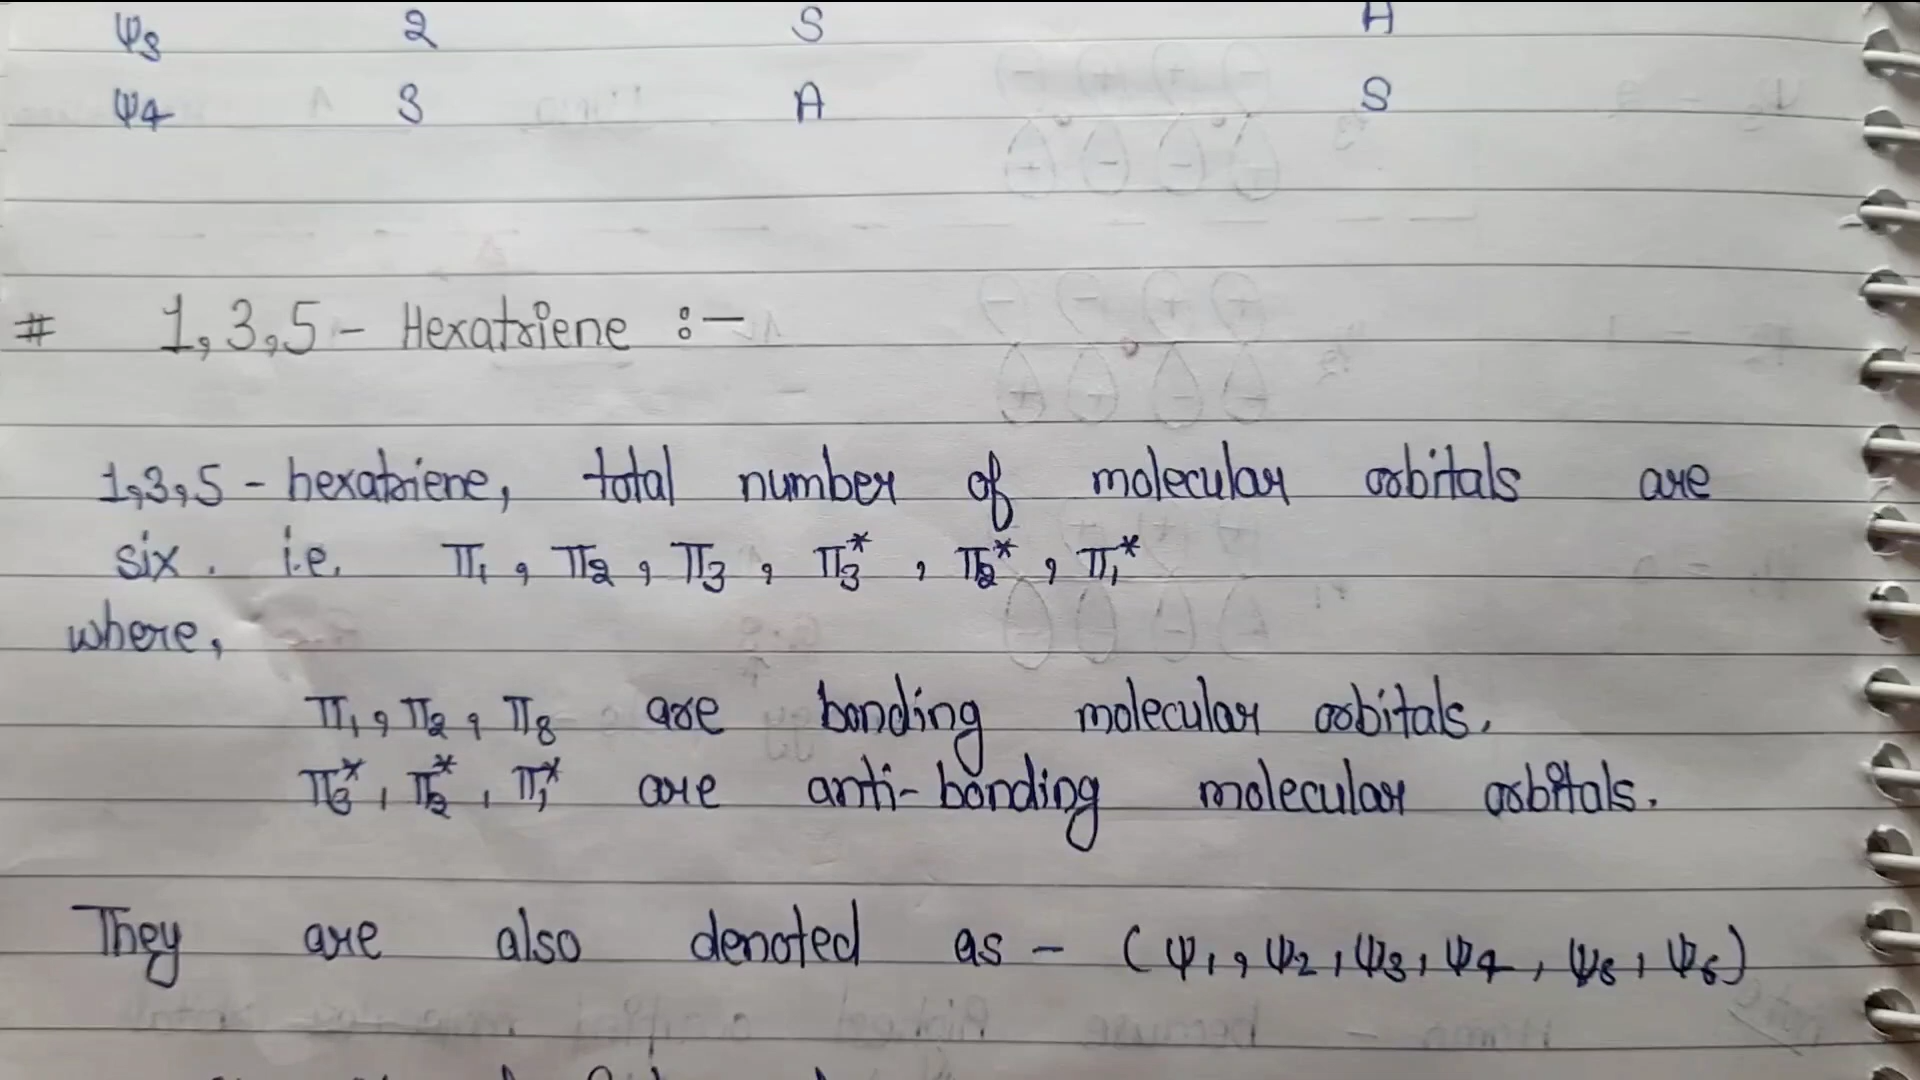 ψ3 2 S A
ψ4 3 A S
# 1,3,5 - Hexatriene :-
1,3,5 - hexatriene, total number of molecular orbitals are
six. i.e. π1, π2, π3, π3*, π2*, π1*
where,
π1, π2, π3 are bonding molecular orbitals.
π3*, π2*, π1* are anti-bonding molecular orbitals.
They are also denoted as - (ψ1, ψ2, ψ3, ψ4, ψ5, ψ6)